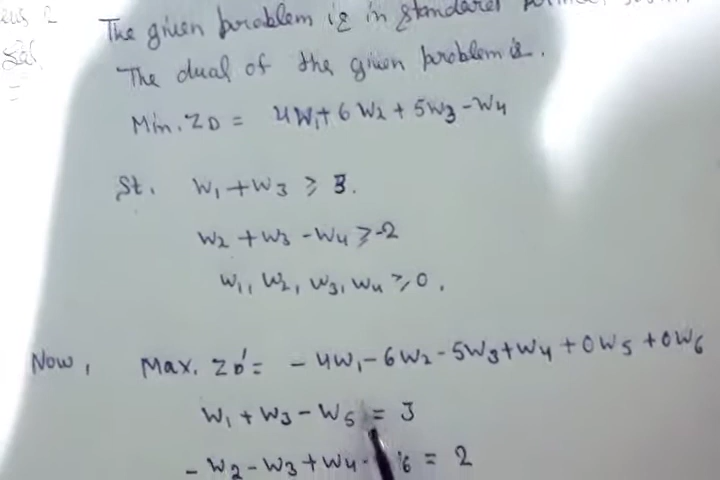 The given problem is in standard
The dual of the given problem is.
Min. ZD = 4W1 + 6W2 + 5W3 - W4
St. W1 + W3 ≥ 3.
W2 + W3 - W4 ≥ -2
W1, W2, W3, W4 ≥ 0.
Now, Max. ZD' = - 4W1 - 6W2 - 5W3 + W4 + 0W5 + 0W6
W1 + W3 - W5 = 3
- W2 - W3 + W4 - 6 = 2